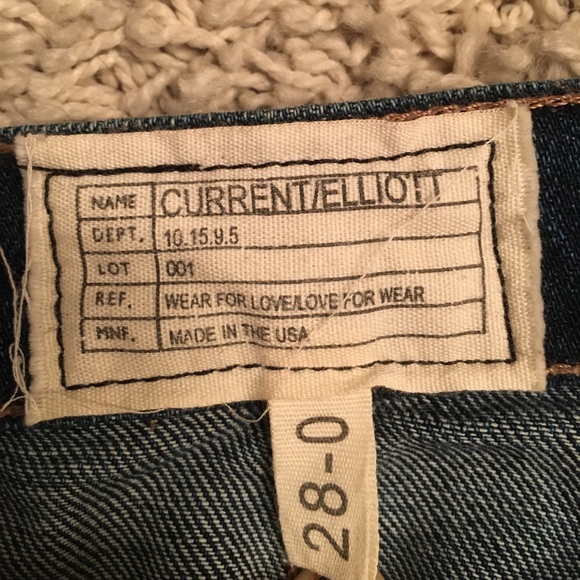 NAME CURRENT/ELLIOTT
DEPT. 10.15.9.5
LOT 001
REF. WEAR FOR LOVE/LOVE FOR WEAR
MNF. MADE IN THE USA
28-0